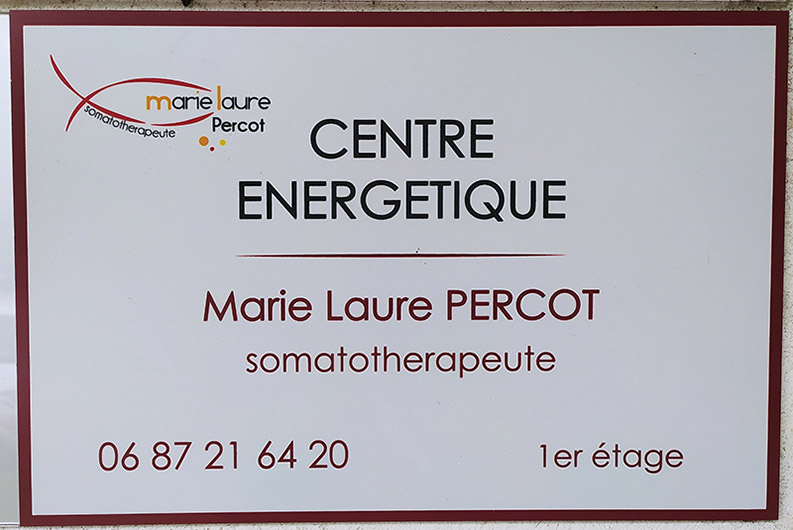 marie laure
Percot
somatotherapeute
CENTRE
ENERGETIQUE
Marie Laure PERCOT
somatotherapeute
06 87 21 64 20
1er étage